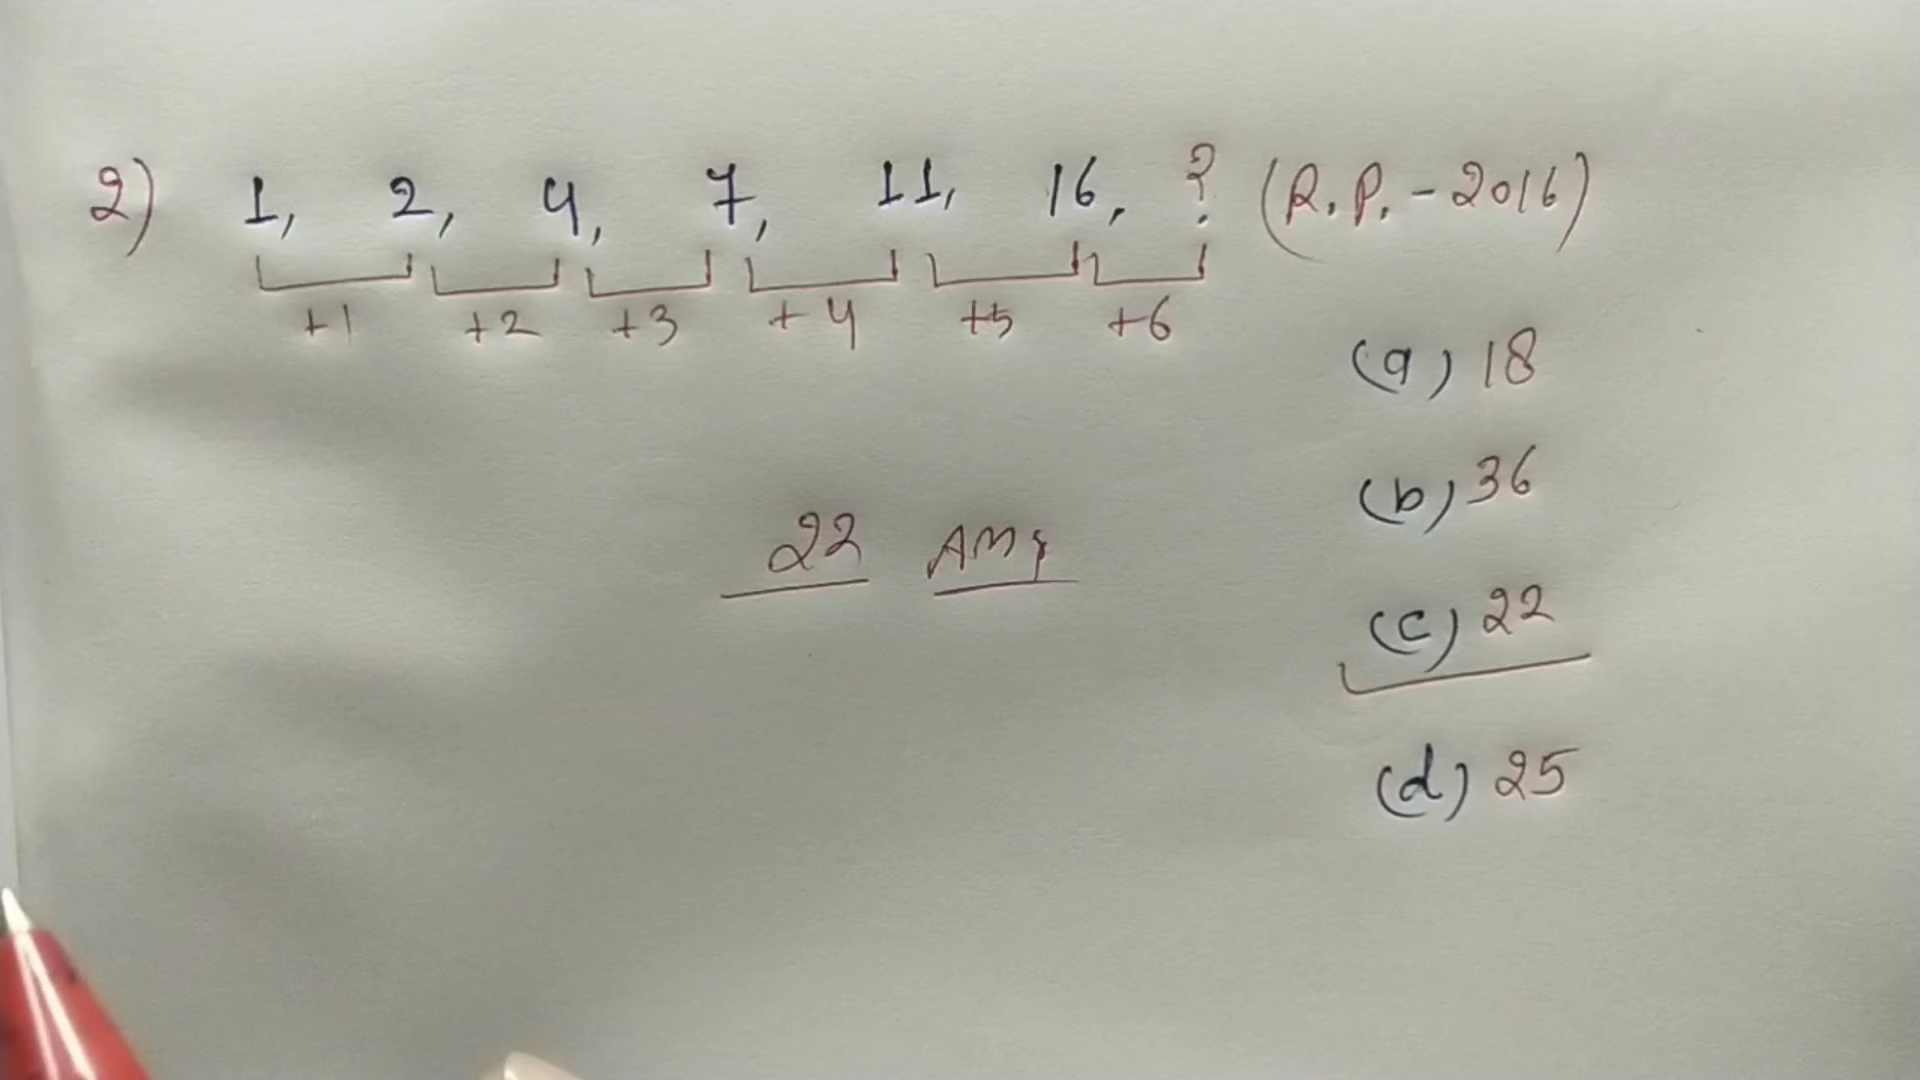 2) 1, 2, 4, 7, 11, 16, ? (R.P. - 2016)
+1 +2 +3 +4 +5 +6
(a) 18
(b) 36
22 Ans
(c) 22
(d) 25